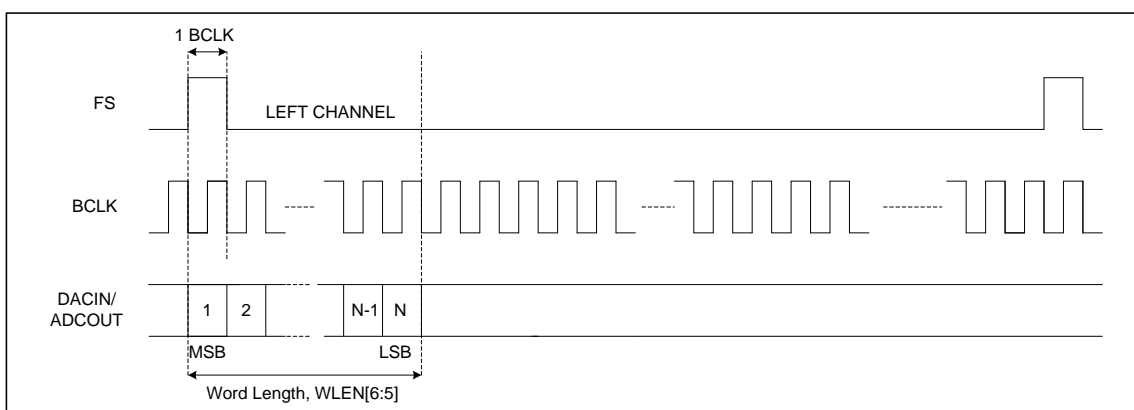 1 BCLK
FS
LEFT CHANNEL
BCLK
DACIN/
ADCOUT
1
2
N-1
N
MSB
LSB
Word Length, WLEN[6:5]